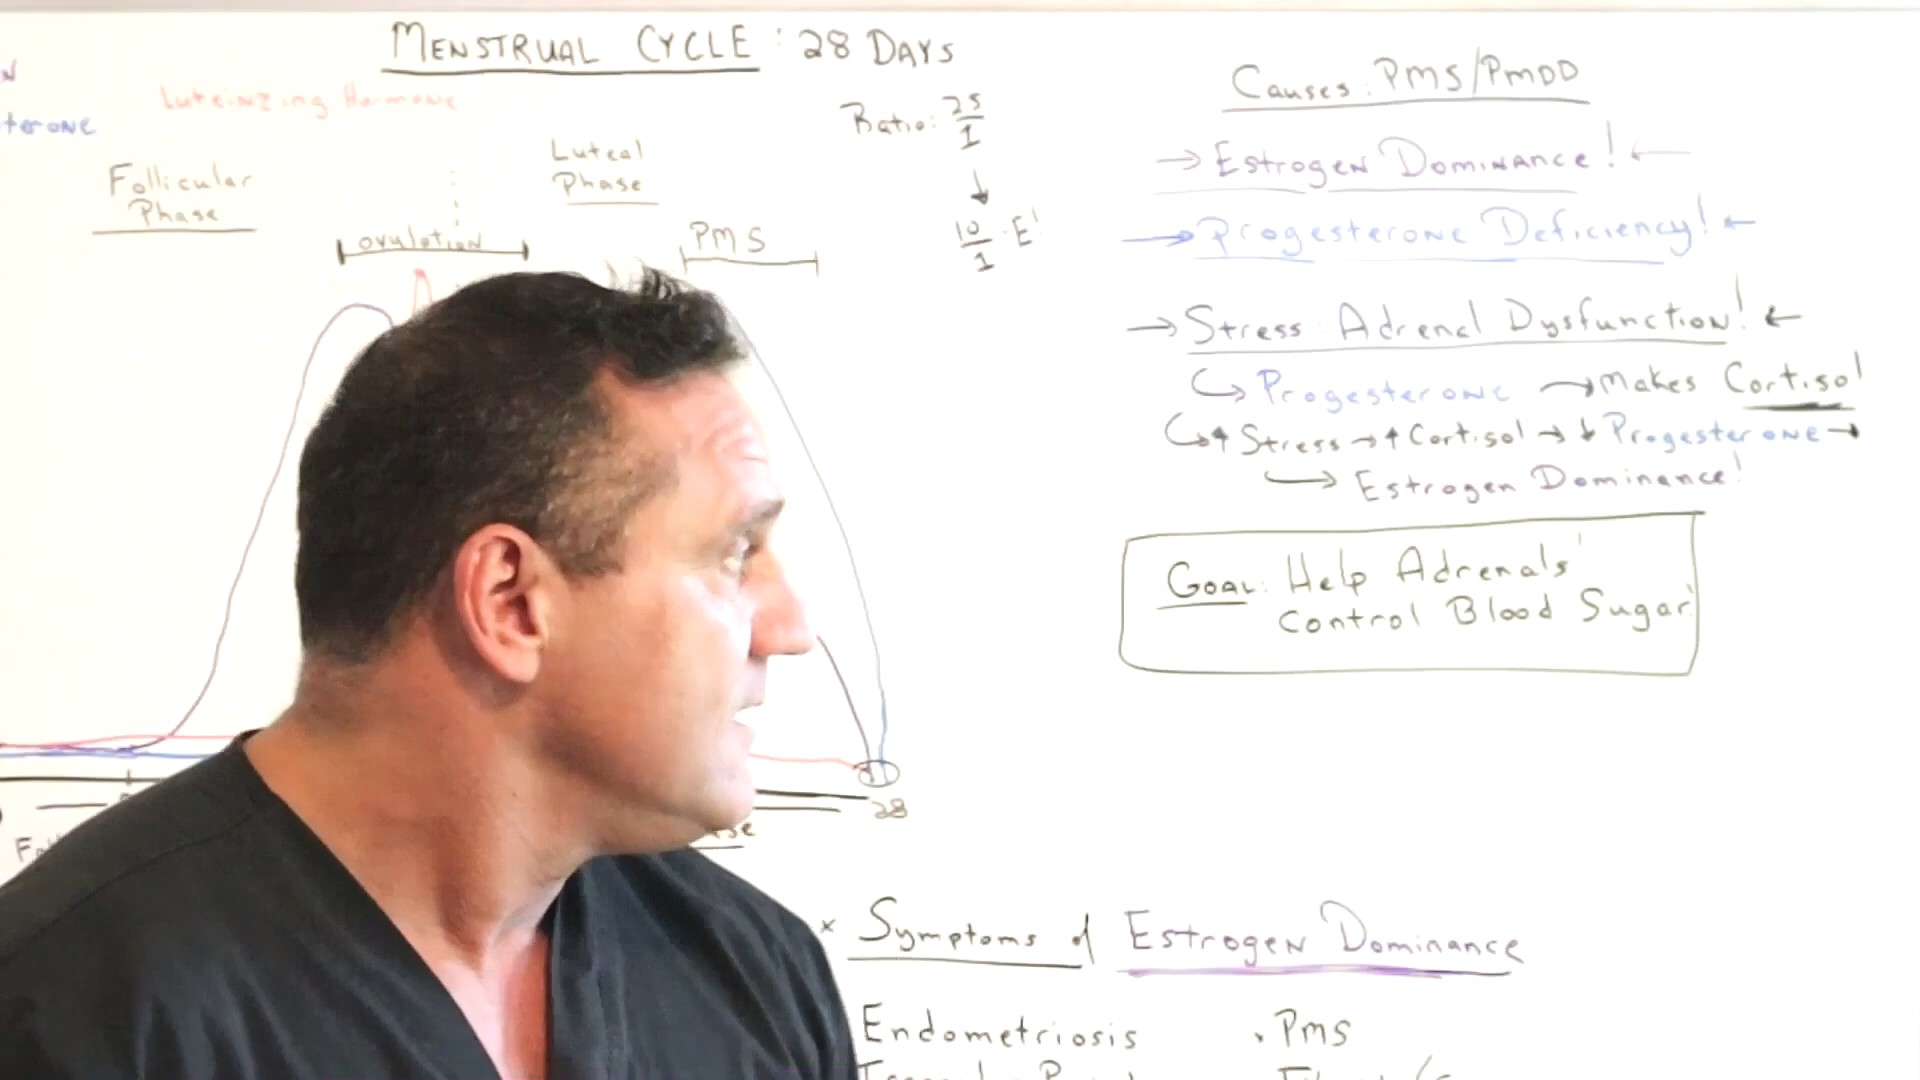 MENSTRUAL CYCLE : 28 DAYS
N
terone
Luteinzing Hormone
Follicular
Phase
Luteal
Phase
ovulation
PMS
Ratio: 25/1
↓
10/1 · E!
Causes: PMS/PMDD
→ Estrogen Dominance! ←
→ Progesterone Deficiency! ←
→ Stress: Adrenal Dysfunction! ←
↪ Progesterone → makes Cortisol
↪ ↑ Stress → ↑ Cortisol → ↓ Progesterone →
↪ Estrogen Dominance!
GOAL: Help Adrenals!
Control Blood Sugar!
28
x Symptoms of Estrogen Dominance
Endometriosis
· PMS